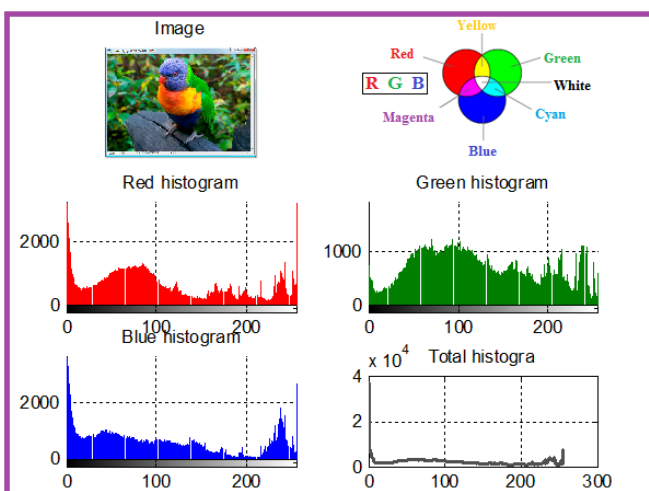 Image
Yellow
Red
Green
R G B
White
Magenta
Cyan
Blue
Red histogram
Green histogram
2000
0
0 100 200
1000
0
0 100 200
Blue histogram
Total histogra
2000
0
0 100 200
x 10^4
4
2
0
0 100 200 300